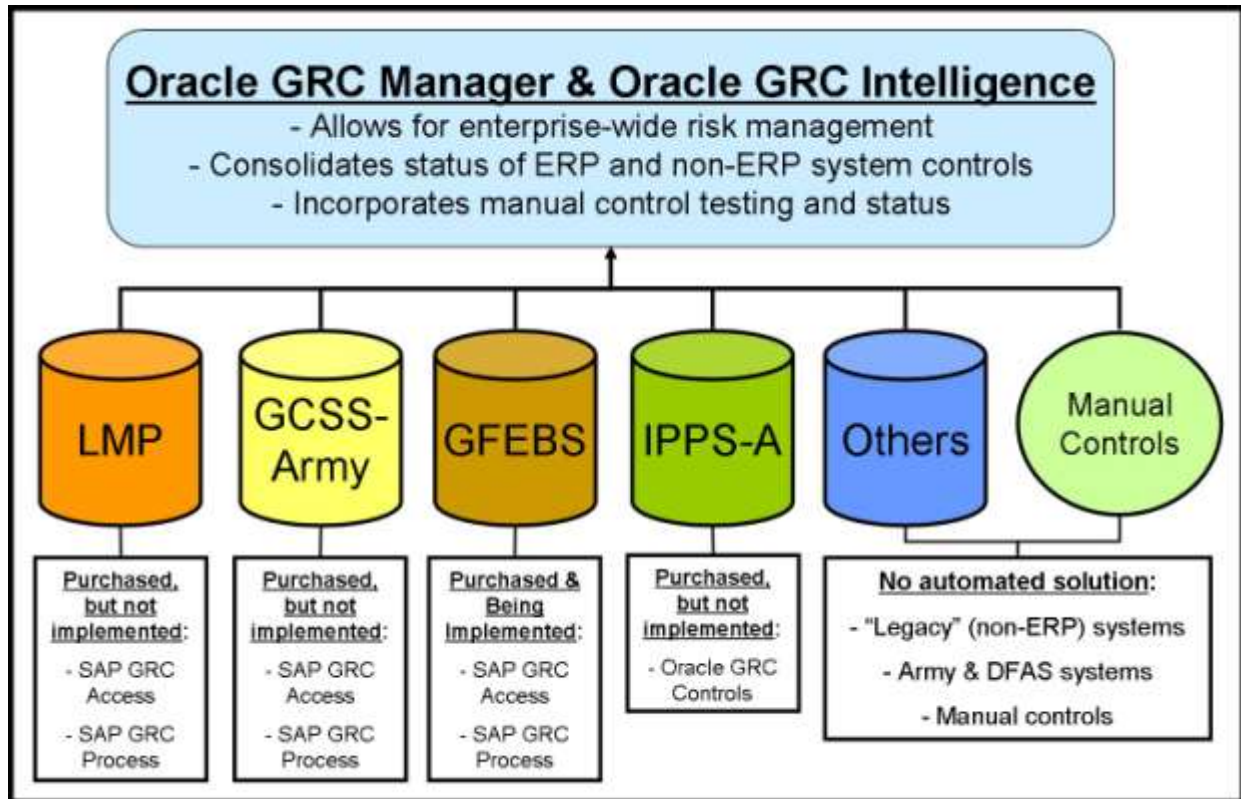 Oracle GRC Manager & Oracle GRC Intelligence
- Allows for enterprise-wide risk management
- Consolidates status of ERP and non-ERP system controls
- Incorporates manual control testing and status
LMP
GCSS-
Army
GFEBS
IPPS-A
Others
Manual
Controls
Purchased,
but not
implemented:
- SAP GRC
Access
- SAP GRC
Process
Purchased,
but not
implemented:
- SAP GRC
Access
- SAP GRC
Process
Purchased &
Being
Implemented:
- SAP GRC
Access
- SAP GRC
Process
Purchased,
but not
implemented:
- Oracle GRC
Controls
No automated solution:
- "Legacy" (non-ERP) systems
- Army & DFAS systems
- Manual controls